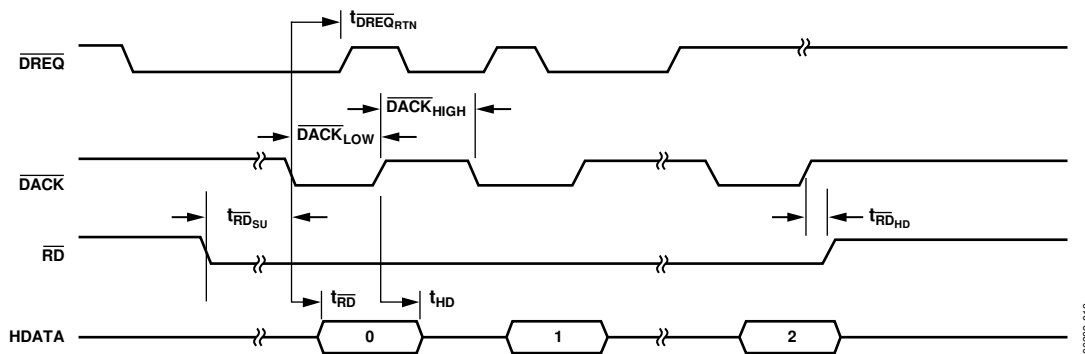 tDREQRTN
DREQ
DACKHIGH
DACKLOW
DACK
tRDSU
tRDHD
RD
tRD
tHD
HDATA
0
1
2